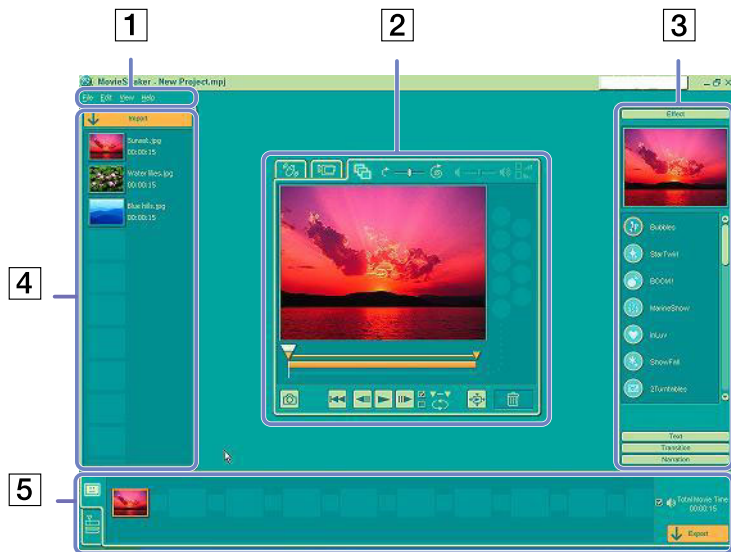 1
2
3
MovieShaker - New Project.mpj
File Edit View Help
Import
Sunset.jpg
00:00:15
Water lilies.jpg
00:00:15
Blue hills.jpg
00:00:15
Effect
Bubbles
StarTwirl
BOOM!!
MarineSnow
InLuv
SnowFall
2Turntables
Text
Transition
Narration
4
5
Total Movie Time
00:00:15
Export